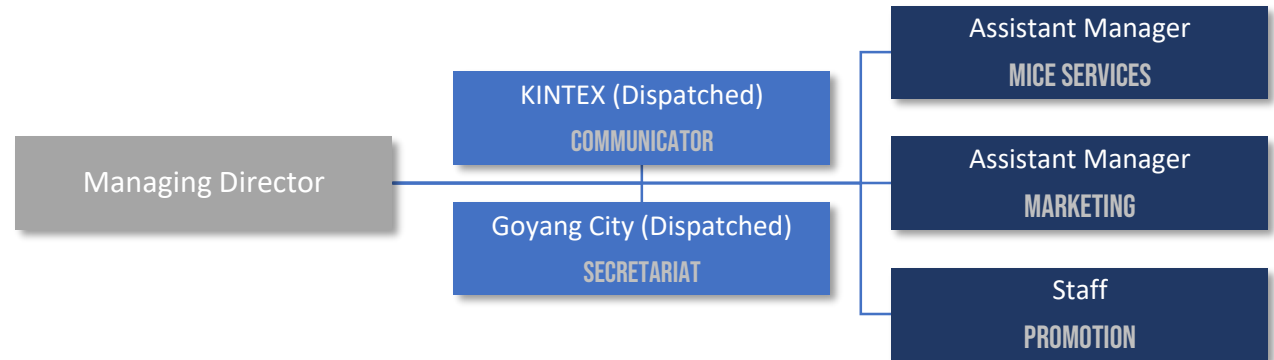 Managing Director
KINTEX (Dispatched)
COMMUNICATOR
Goyang City (Dispatched)
SECRETARIAT
Assistant Manager
MICE SERVICES
Assistant Manager
MARKETING
Staff
PROMOTION